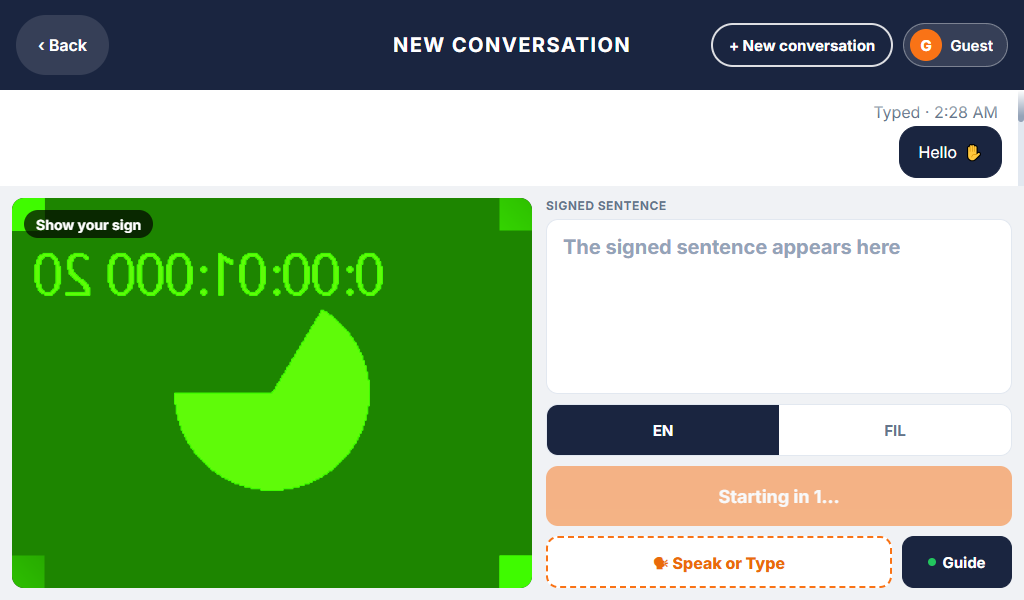 ‹ Back
NEW CONVERSATION
+ New conversation
G
Guest
Typed · 2:28 AM
Hello ✋
Show your sign
0:00:01:000 20
SIGNED SENTENCE
The signed sentence appears here
EN
FIL
Starting in 1...
🗣 Speak or Type
Guide